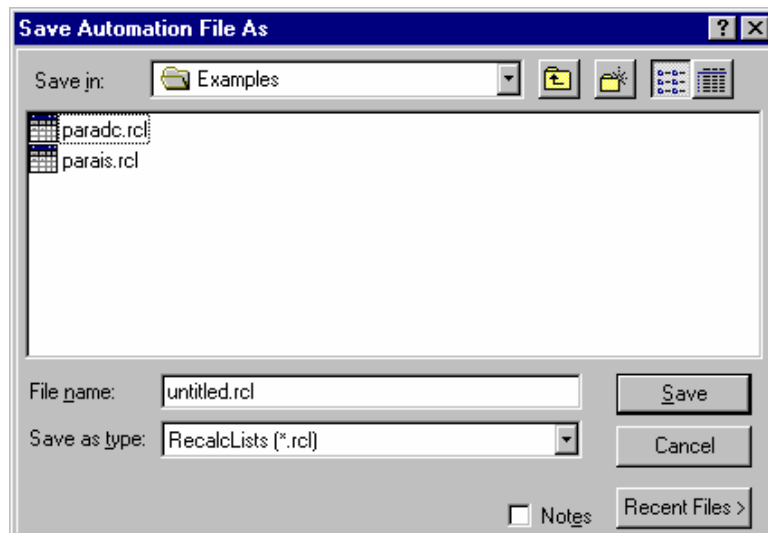 Save Automation File As
Save in: Examples
paradc.rcl
parais.rcl
File name: untitled.rcl Save
Save as type: RecalcLists (*.rcl) Cancel
Notes Recent Files >